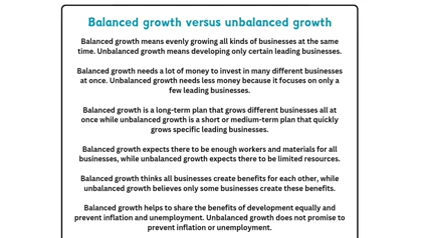 Balanced growth versus unbalanced growth
Balanced growth means evenly growing all kinds of businesses at the same
time. Unbalanced growth means developing only certain leading businesses.
Balanced growth needs a lot of money to invest in many different businesses
at once. Unbalanced growth needs less money because it focuses on only a
few leading businesses.
Balanced growth is a long-term plan that grows different businesses all at
once while unbalanced growth is a short or medium-term plan that quickly
grows specific leading businesses.
Balanced growth expects there to be enough workers and materials for all
businesses, while unbalanced growth expects there to be limited resources.
Balanced growth thinks all businesses create benefits for each other, while
unbalanced growth believes only some businesses create these benefits.
Balanced growth helps to share the benefits of development equally and
prevent inflation and unemployment. Unbalanced growth does not promise to
prevent inflation or unemployment.